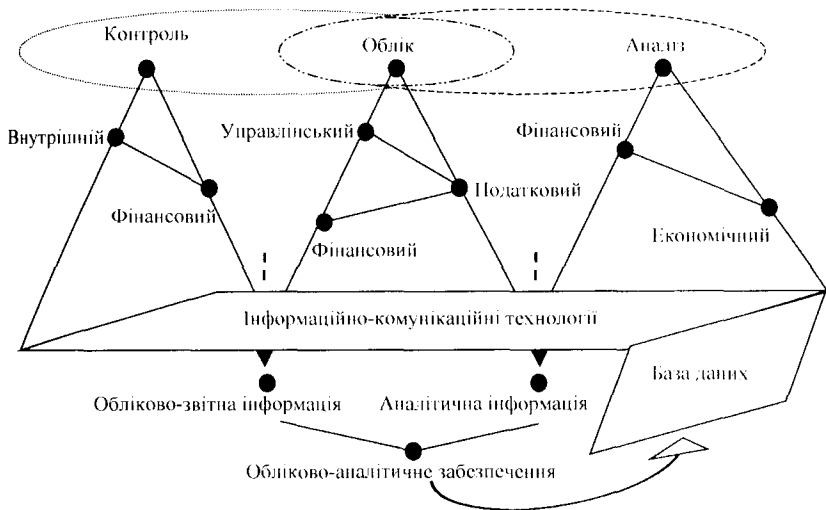 Контроль
Облік
Аналіз
Внутрішній
Управлінський
Фінансовий
Фінансовий
Податковий
Фінансовий
Економічний
Інформаційно-комунікаційні технології
База даних
Обліково-звітна інформація
Аналітична інформація
Обліково-аналітичне забезпечення